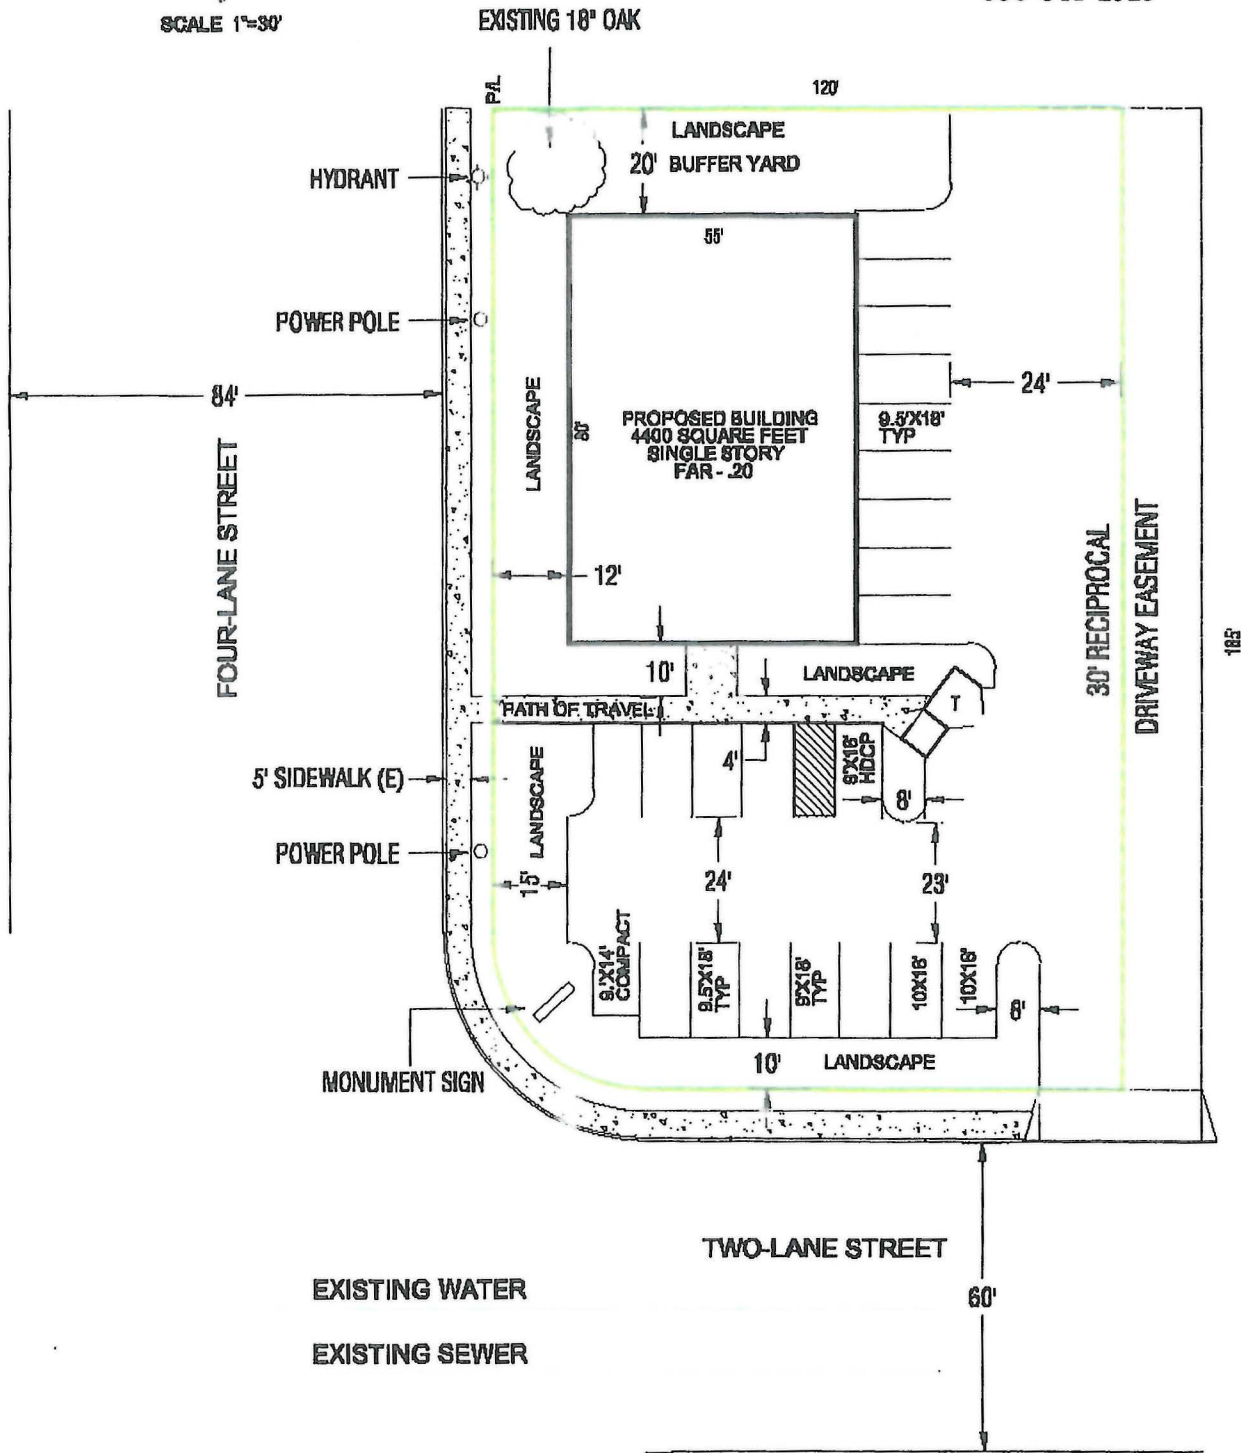 SCALE 1"=30'
EXISTING 18" OAK
P/L
120'
LANDSCAPE
BUFFER YARD
20'
HYDRANT
55'
POWER POLE
84'
24'
LANDSCAPE
80'
PROPOSED BUILDING
4400 SQUARE FEET
SINGLE STORY
FAR - .20
9.5'X18'
TYP
FOUR-LANE STREET
12'
30' RECIPROCAL
DRIVEWAY EASEMENT
185'
10'
LANDSCAPE
T
PATH OF TRAVEL
4'
9'X18'
HDCP
8'
5' SIDEWALK (E)
LANDSCAPE
POWER POLE
15'
24'
23'
9.'X14'
COMPACT
9.5'X18'
TYP
9'X18'
TYP
10X18'
10X18'
8'
MONUMENT SIGN
10'
LANDSCAPE
TWO-LANE STREET
EXISTING WATER
60'
EXISTING SEWER